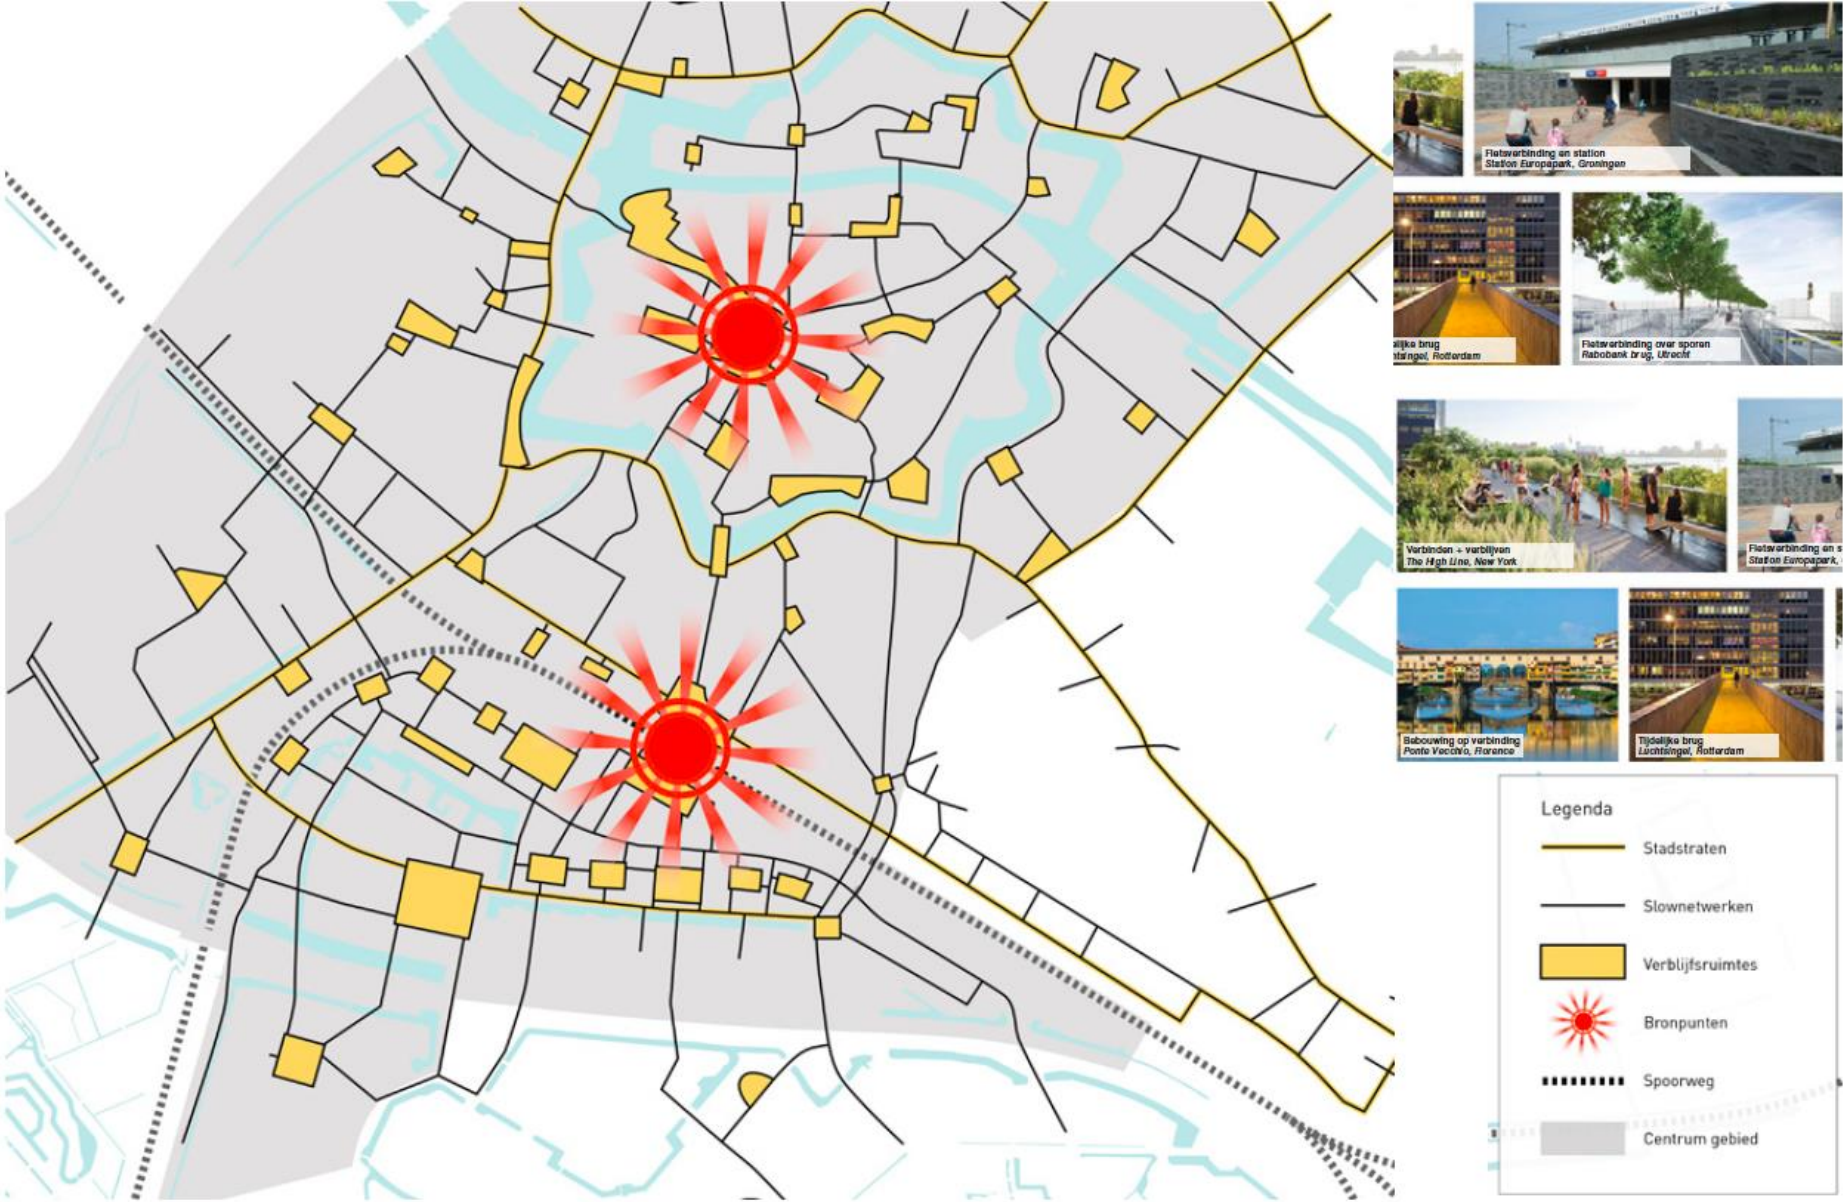 Fietsverbinding en station
Station Europapark, Groningen
elijke brug
htsingel, Rotterdam
Fietsverbinding over sporen
Rabobank brug, Utrecht
Verbinden + verblijven
The High Line, New York
Fietsverbinding en s
Station Europapark,
Bebouwing op verbinding
Ponte Vecchio, Florence
Tijdelijke brug
Luchtsingel, Rotterdam
Legenda
Stadstraten
Slownetwerken
Verblijfsruimtes
Bronpunten
Spoorweg
Centrum gebied